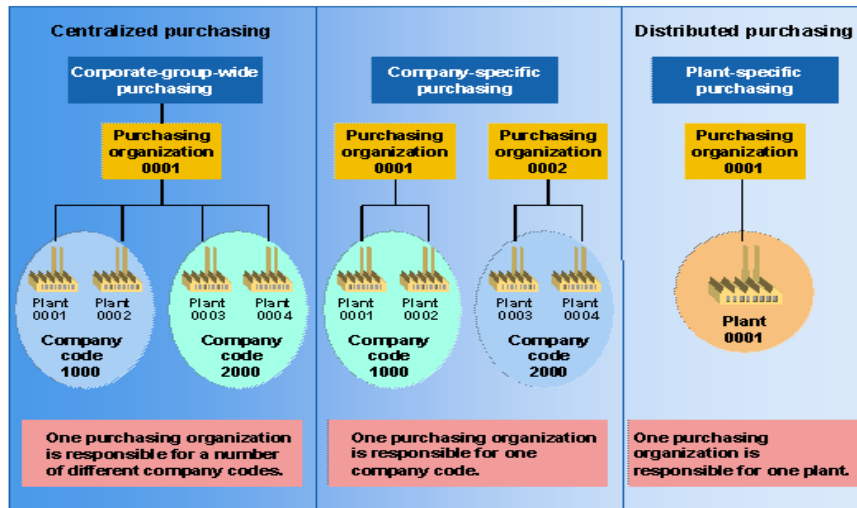 Centralized purchasing
Corporate-group-wide
purchasing
Purchasing
organization
0001
Plant
0001
Plant
0002
Plant
0003
Plant
0004
Company
code
1000
Company
code
2000
One purchasing organization
is responsible for a number
of different company codes.
Company-specific
purchasing
Purchasing
organization
0001
Purchasing
organization
0002
Plant
0001
Plant
0002
Plant
0003
Plant
0004
Company
code
1000
Company
code
2000
One purchasing organization
is responsible for one
company code.
Distributed purchasing
Plant-specific
purchasing
Purchasing
organization
0001
Plant
0001
One purchasing
organization is
responsible for one plant.